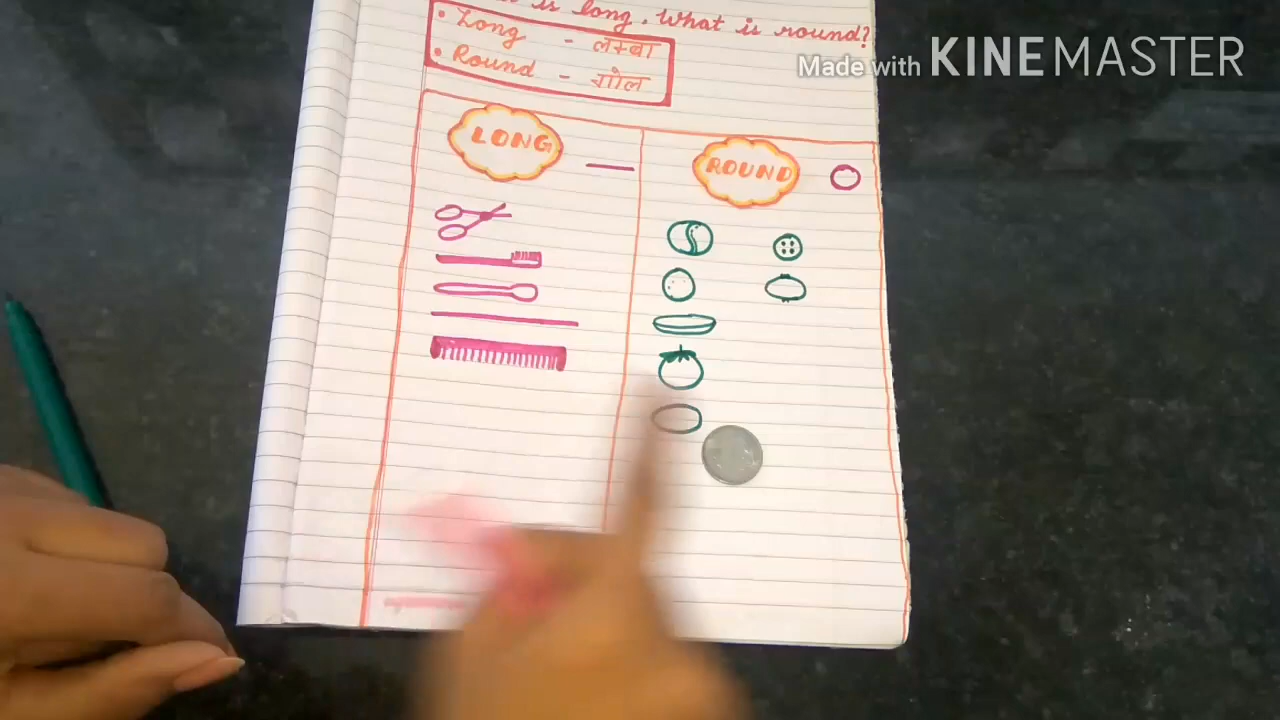 is long. What is round?
• Long - लम्बा
• Round - गोल
LONG
ROUND
Made with KINEMASTER